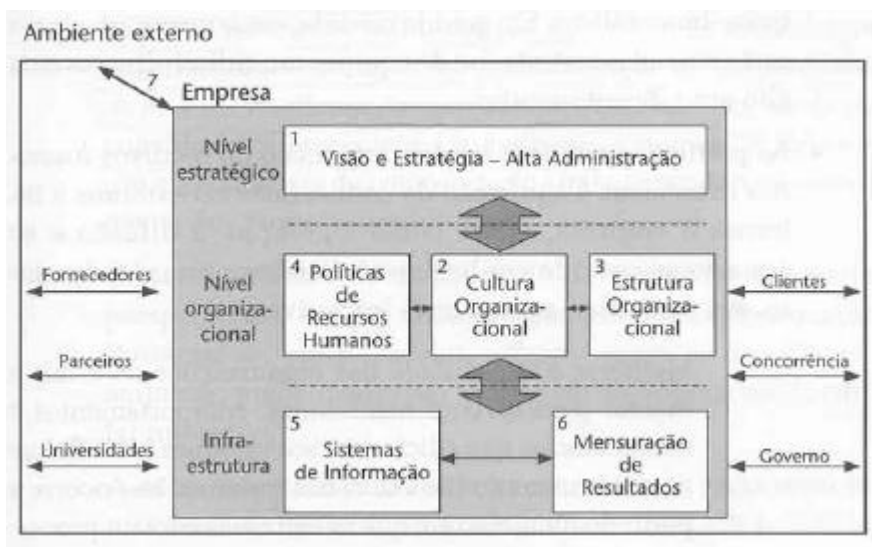 Ambiente externo
7
Empresa
Nível
estratégico
1
Visão e Estratégia – Alta Administração
Fornecedores
Nível
organiza-
cional
4 Políticas
de
Recursos
Humanos
2
Cultura
Organiza-
cional
3
Estrutura
Organiza-
cional
Clientes
Parceiros
Concorrência
Universidades
Infra-
estrutura
5
Sistemas
de Informação
6
Mensuração
de
Resultados
Governo